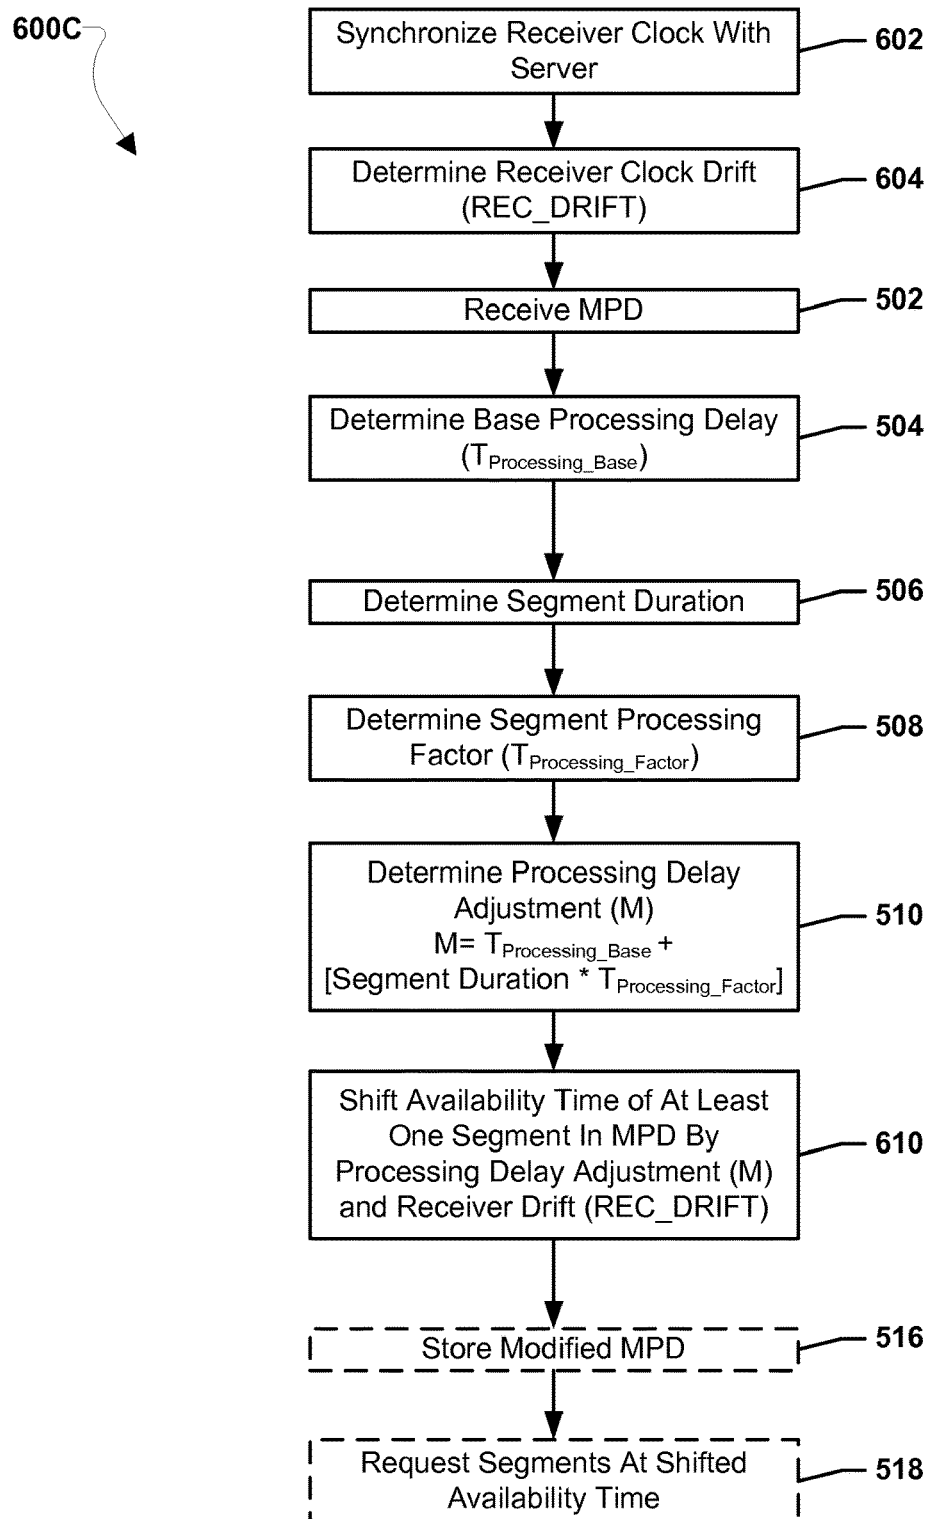 600C
Synchronize Receiver Clock With
Server
602
Determine Receiver Clock Drift
(REC_DRIFT)
604
Receive MPD
502
Determine Base Processing Delay
(TProcessing_Base)
504
Determine Segment Duration
506
Determine Segment Processing
Factor (TProcessing_Factor)
508
Determine Processing Delay
Adjustment (M)
M= TProcessing_Base +
[Segment Duration * TProcessing_Factor]
510
Shift Availability Time of At Least
One Segment In MPD By
Processing Delay Adjustment (M)
and Receiver Drift (REC_DRIFT)
610
Store Modified MPD
516
Request Segments At Shifted
Availability Time
518